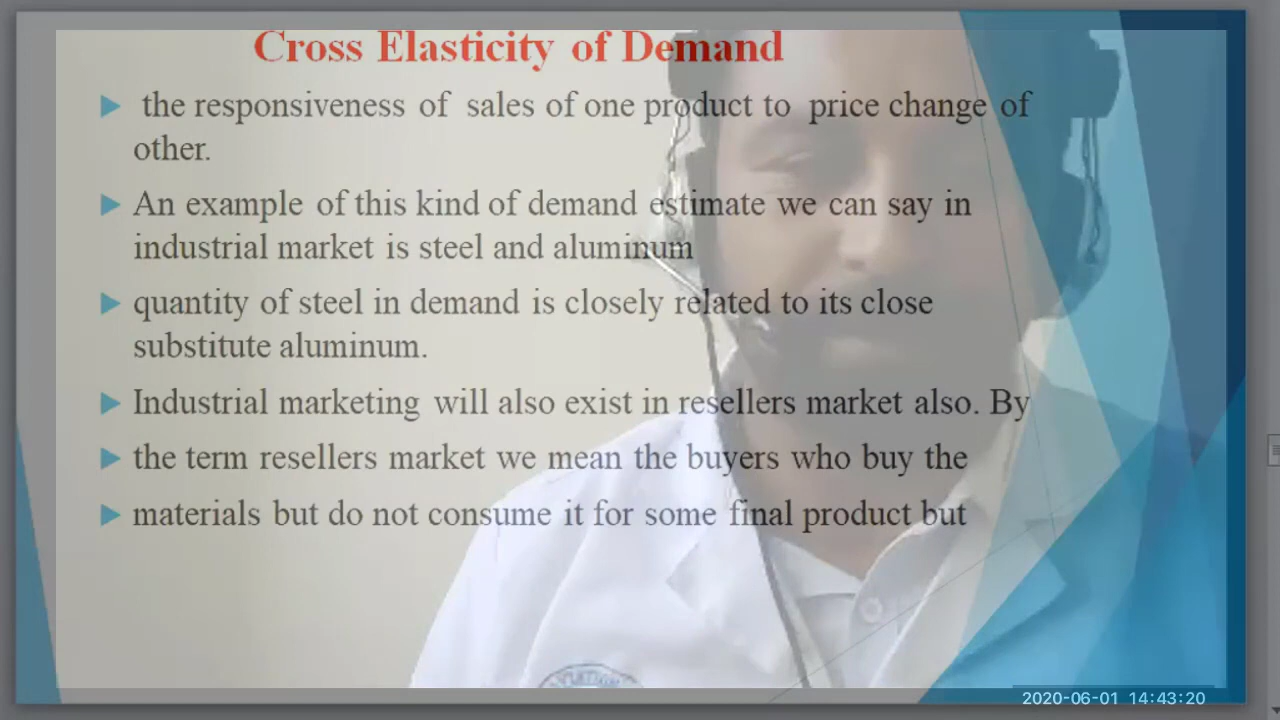 Cross Elasticity of Demand
the responsiveness of sales of one product to price change of
other.
An example of this kind of demand estimate we can say in
industrial market is steel and aluminum
quantity of steel in demand is closely related to its close
substitute aluminum.
Industrial marketing will also exist in resellers market also. By
the term resellers market we mean the buyers who buy the
materials but do not consume it for some final product but
2020-06-01 14:43:20